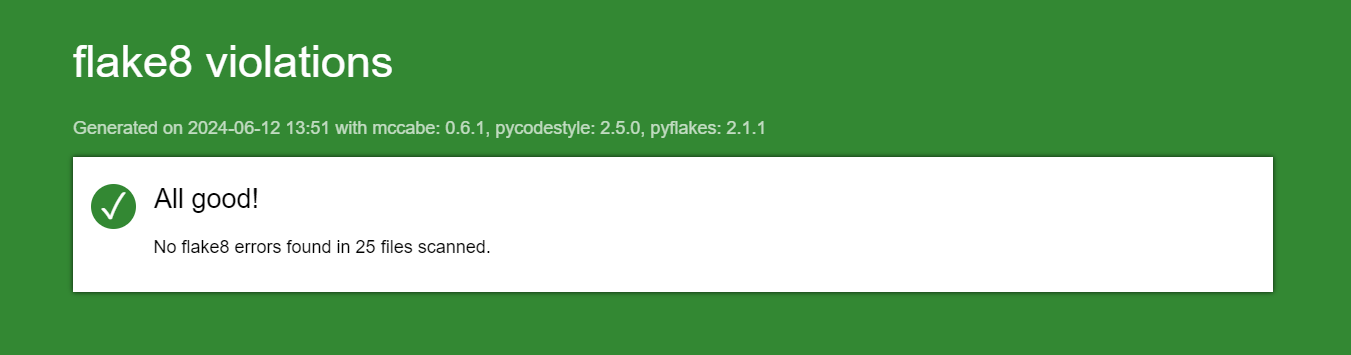 flake8 violations
Generated on 2024-06-12 13:51 with mccabe: 0.6.1, pycodestyle: 2.5.0, pyflakes: 2.1.1
All good!
No flake8 errors found in 25 files scanned.